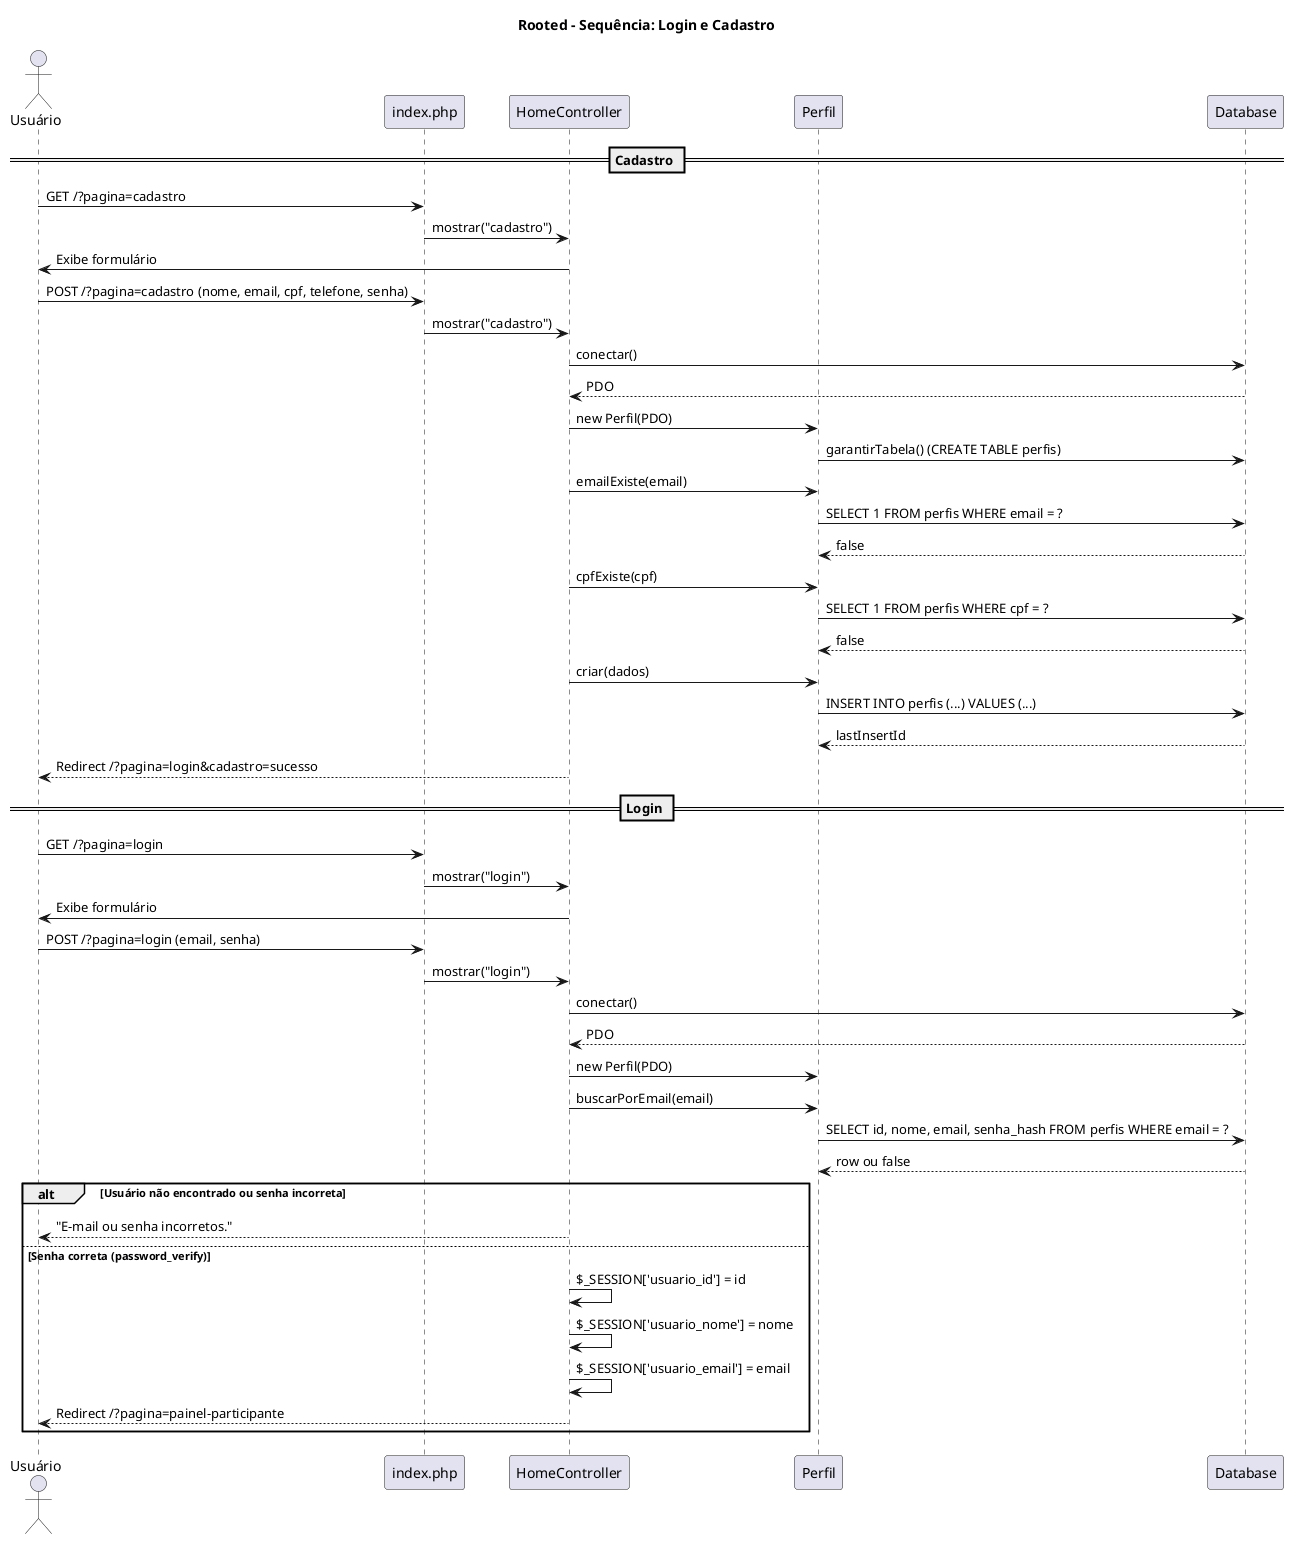 Rooted - Sequência: Login e Cadastro
Usuário
index.php
HomeController
Perfil
Database
Cadastro
GET /?pagina=cadastro
mostrar("cadastro")
Exibe formulário
POST /?pagina=cadastro (nome, email, cpf, telefone, senha)
mostrar("cadastro")
conectar()
PDO
new Perfil(PDO)
garantirTabela() (CREATE TABLE perfis)
emailExiste(email)
SELECT 1 FROM perfis WHERE email = ?
false
cpfExiste(cpf)
SELECT 1 FROM perfis WHERE cpf = ?
false
criar(dados)
INSERT INTO perfis (...) VALUES (...)
lastInsertId
Redirect /?pagina=login&cadastro=sucesso
Login
GET /?pagina=login
mostrar("login")
Exibe formulário
POST /?pagina=login (email, senha)
mostrar("login")
conectar()
PDO
new Perfil(PDO)
buscarPorEmail(email)
SELECT id, nome, email, senha_hash FROM perfis WHERE email = ?
row ou false
alt [Usuário não encontrado ou senha incorreta]
"E-mail ou senha incorretos."
[Senha correta (password_verify)]
$_SESSION['usuario_id'] = id
$_SESSION['usuario_nome'] = nome
$_SESSION['usuario_email'] = email
Redirect /?pagina=painel-participante
Usuário
index.php
HomeController
Perfil
Database